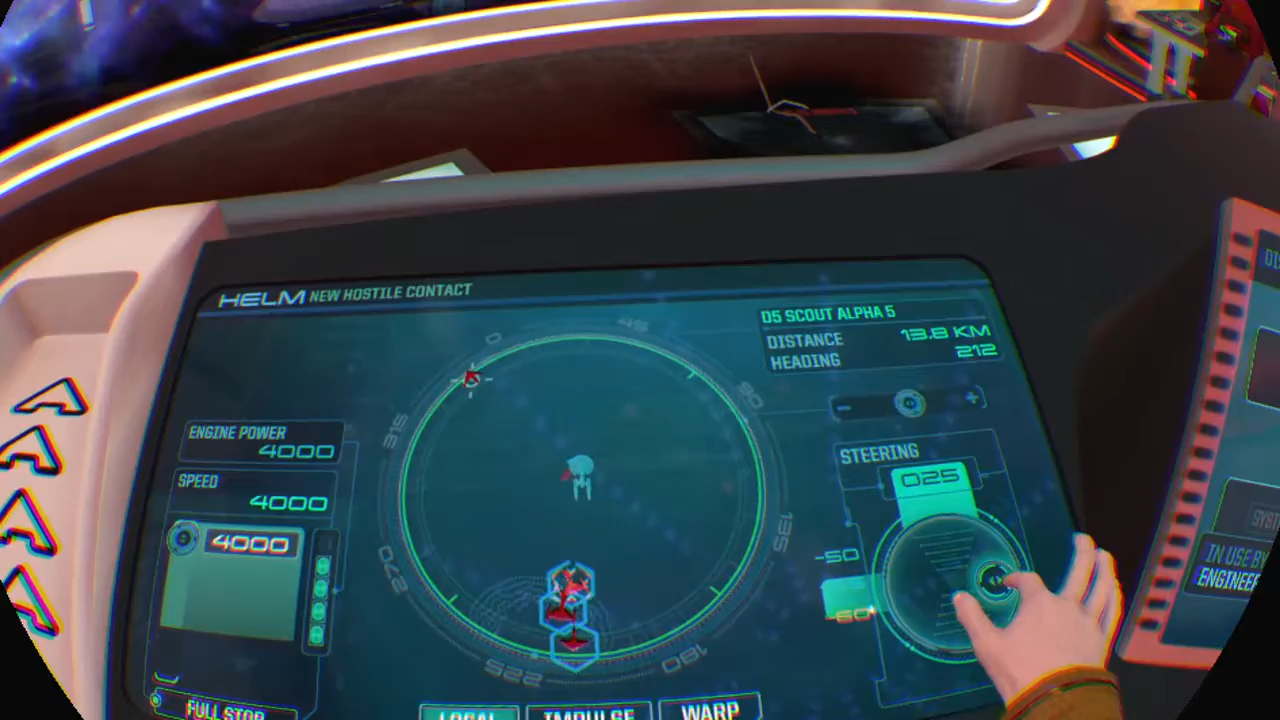 HELM NEW HOSTILE CONTACT
D5 SCOUT ALPHA 5
DISTANCE 13.8 KM
HEADING 212
- +
ENGINE POWER
4000
SPEED
4000
4000
FULL STOP
0
45
90
135
180
225
270
315
STEERING
025
-50
-60
LOCAL IMPULSE WARP
IN USE BY
ENGINEER